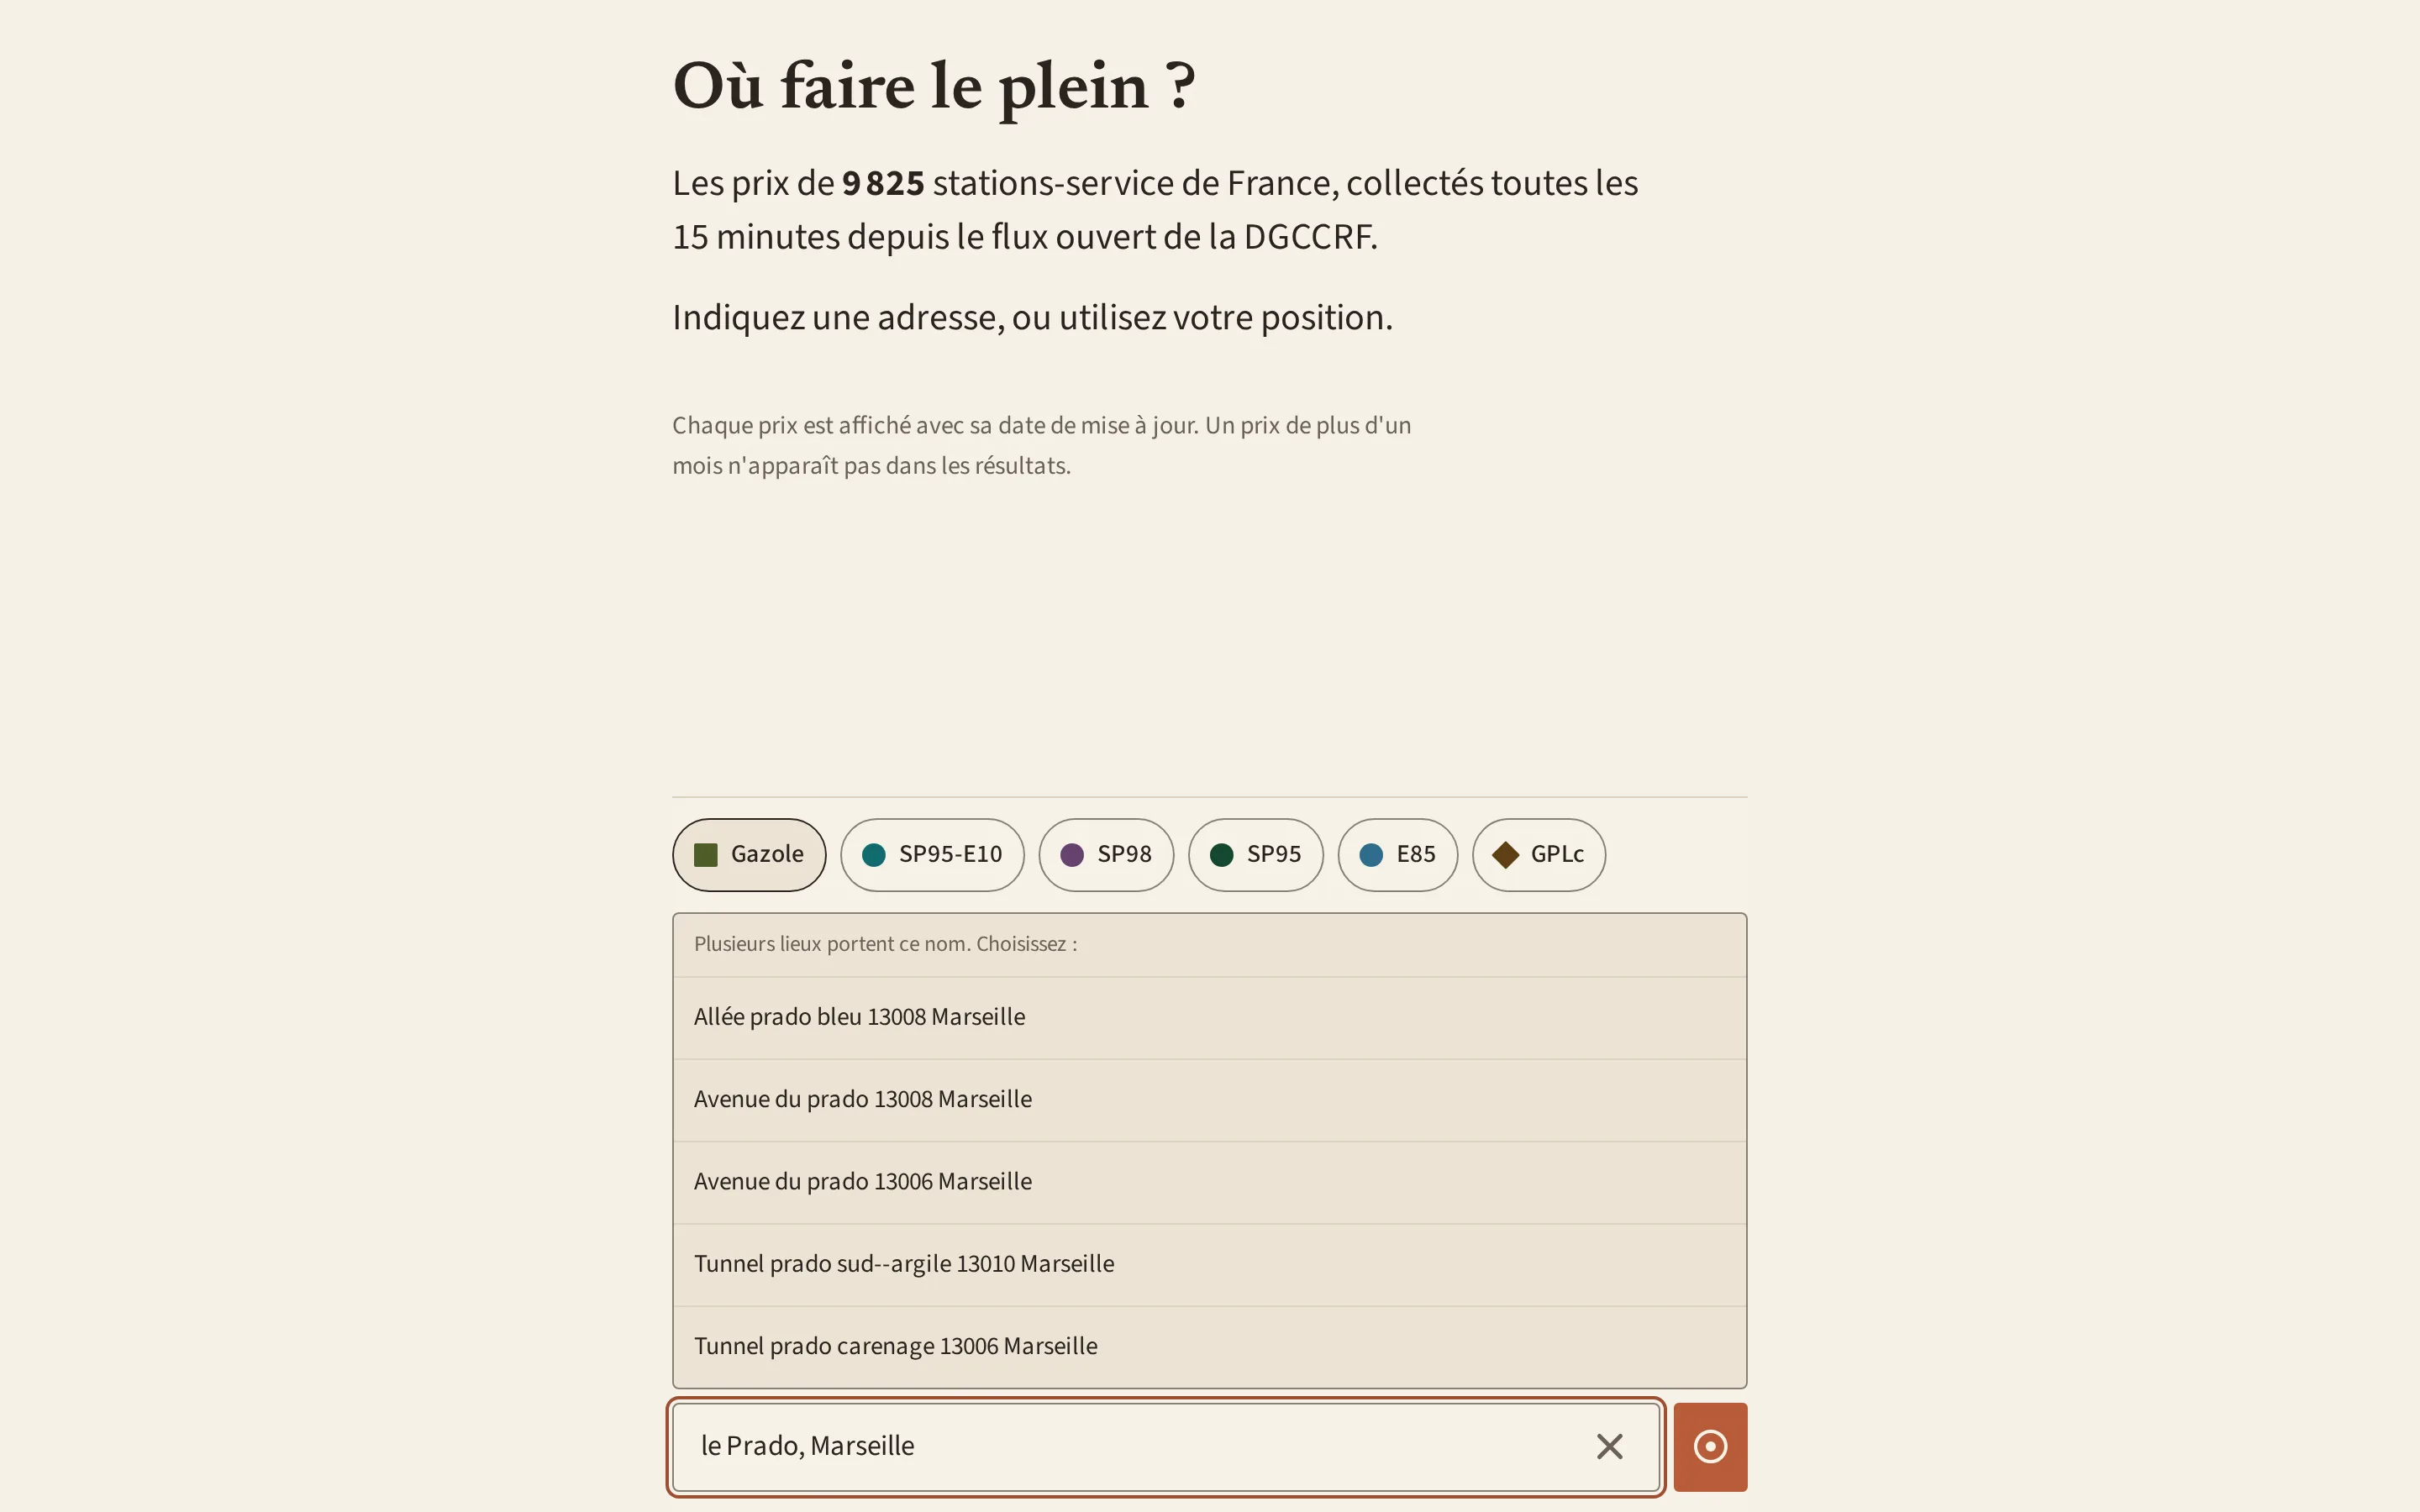 Où faire le plein ?
Les prix de 9 825 stations-service de France, collectés toutes les
15 minutes depuis le flux ouvert de la DGCCRF.
Indiquez une adresse, ou utilisez votre position.
Chaque prix est affiché avec sa date de mise à jour. Un prix de plus d'un
mois n'apparaît pas dans les résultats.
Gazole SP95-E10 SP98 SP95 E85 GPLc
Plusieurs lieux portent ce nom. Choisissez :
Allée prado bleu 13008 Marseille
Avenue du prado 13008 Marseille
Avenue du prado 13006 Marseille
Tunnel prado sud--argile 13010 Marseille
Tunnel prado carenage 13006 Marseille
le Prado, Marseille